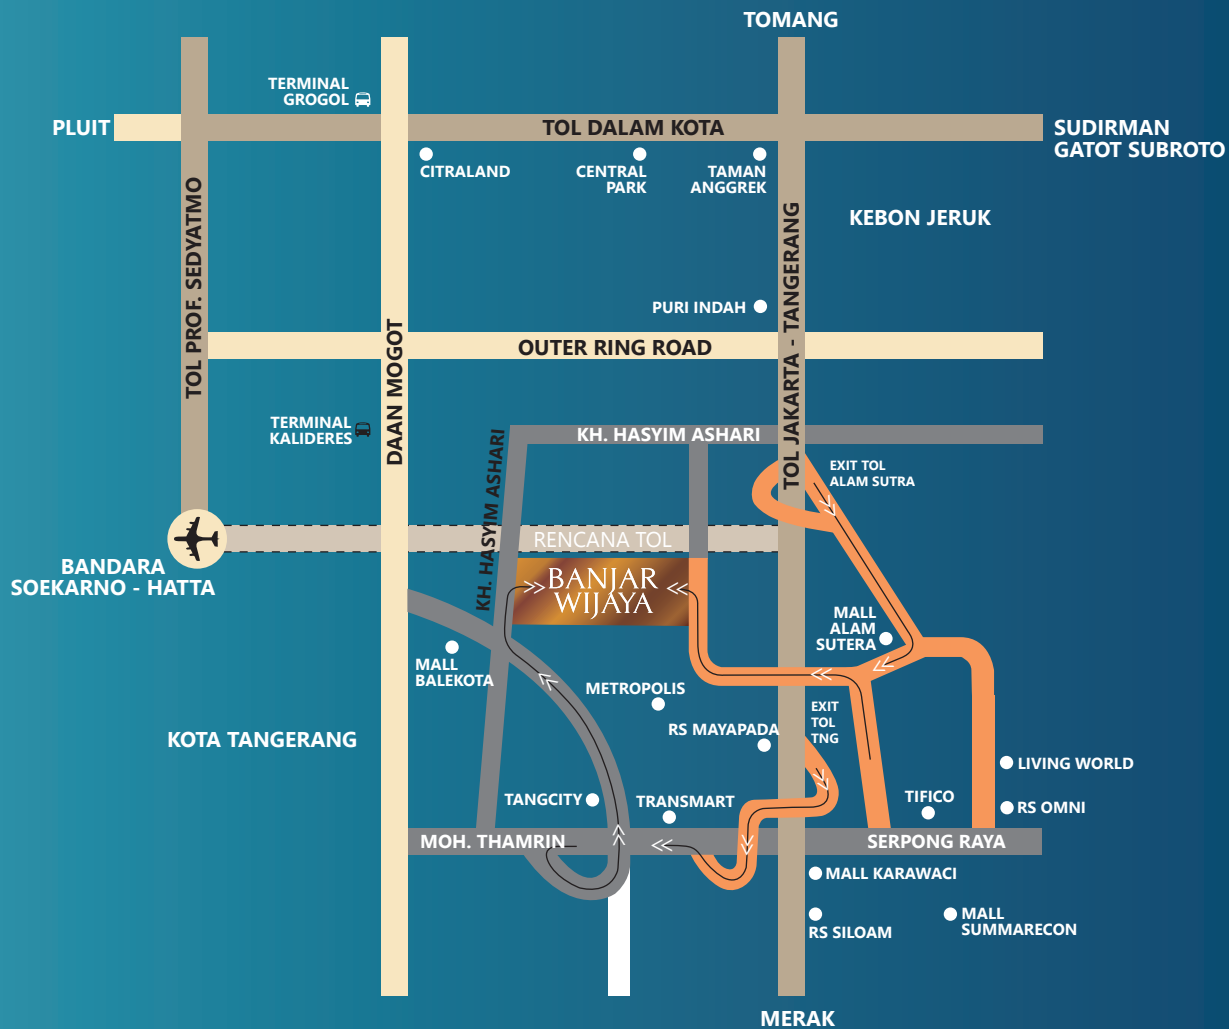 TOMANG
TERMINAL
GROGOL
PLUIT
TOL DALAM KOTA
SUDIRMAN
GATOT SUBROTO
CITRALAND
CENTRAL
PARK
TAMAN
ANGGREK
TOL PROF. SEDYATMO
KEBON JERUK
TOL JAKARTA - TANGERANG
PURI INDAH
DAAN MOGOT
OUTER RING ROAD
TERMINAL
KALIDERES
KH. HASYIM ASHARI
KH. HASYIM ASHARI
EXIT TOL
ALAM SUTRA
RENCANA TOL
BANDARA
SOEKARNO - HATTA
BANJAR
WIJAYA
MALL
ALAM
SUTERA
MALL
BALEKOTA
METROPOLIS
RS MAYAPADA
EXIT
TOL
TNG
KOTA TANGERANG
LIVING WORLD
TANGCITY
TRANSMART
TIFICO
RS OMNI
MOH. THAMRIN
SERPONG RAYA
MALL KARAWACI
RS SILOAM
MALL
SUMMARECON
MERAK